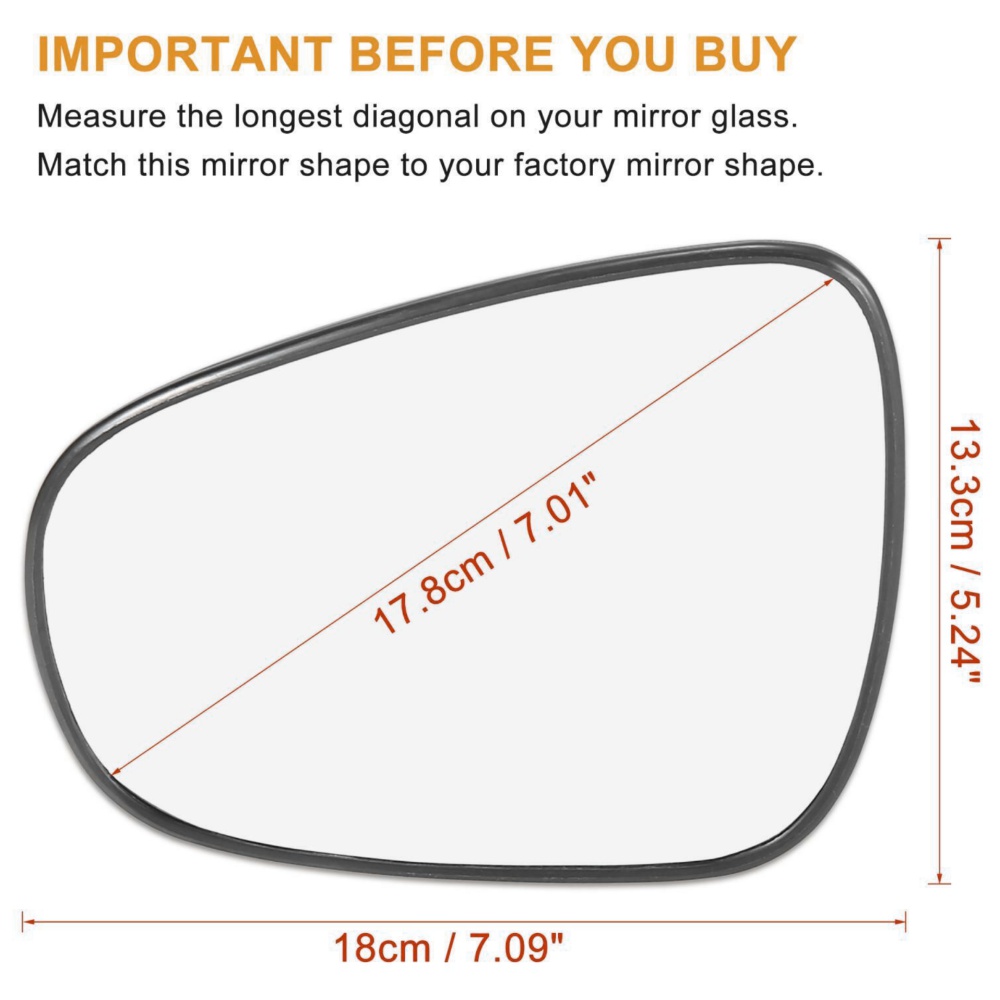 IMPORTANT BEFORE YOU BUY
Measure the longest diagonal on your mirror glass.
Match this mirror shape to your factory mirror shape.
17.8cm / 7.01"
13.3cm / 5.24"
18cm / 7.09"